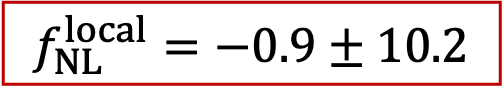 f_NL^local = −0.9 ± 10.2